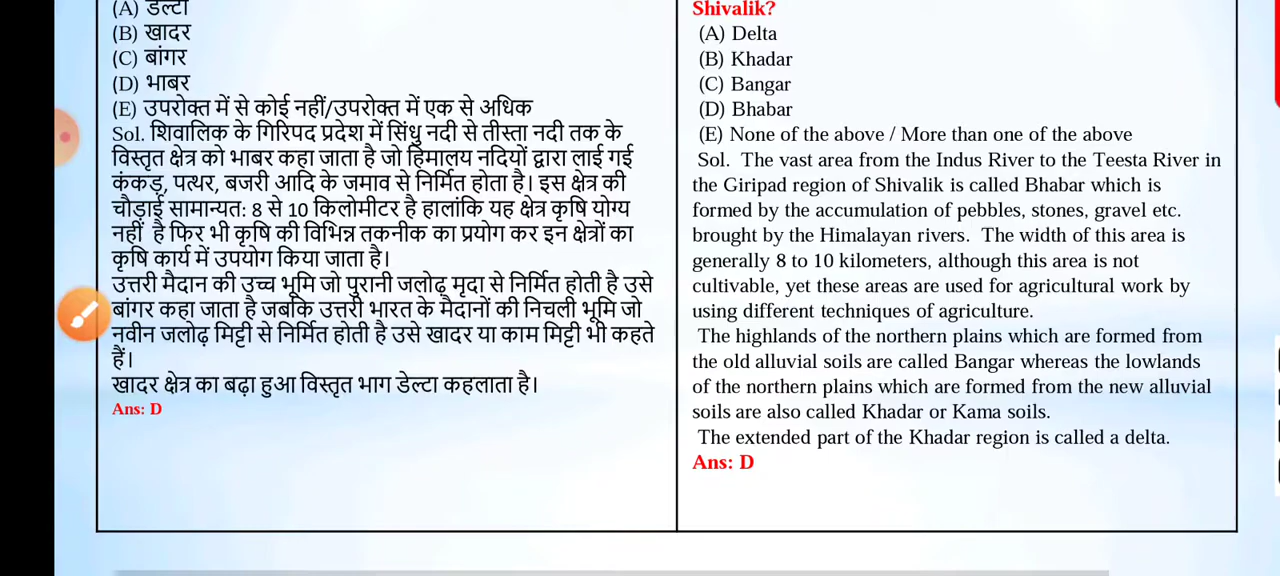 (A) डेल्टा
(B) खादर
(C) बांगर
(D) भाबर
(E) उपरोक्त में से कोई नहीं/उपरोक्त में एक से अधिक
Sol. शिवालिक के गिरिपद प्रदेश में सिंधु नदी से तीस्ता नदी तक के
विस्तृत क्षेत्र को भाबर कहा जाता है जो हिमालय नदियों द्वारा लाई गई
कंकड़, पत्थर, बजरी आदि के जमाव से निर्मित होता है। इस क्षेत्र की
चौड़ाई सामान्यत: 8 से 10 किलोमीटर है हालांकि यह क्षेत्र कृषि योग्य
नहीं है फिर भी कृषि की विभिन्न तकनीक का प्रयोग कर इन क्षेत्रों का
कृषि कार्य में उपयोग किया जाता है।
उत्तरी मैदान की उच्च भूमि जो पुरानी जलोढ़ मृदा से निर्मित होती है उसे
बांगर कहा जाता है जबकि उत्तरी भारत के मैदानों की निचली भूमि जो
नवीन जलोढ़ मिट्टी से निर्मित होती है उसे खादर या काम मिट्टी भी कहते
हैं।
खादर क्षेत्र का बढ़ा हुआ विस्तृत भाग डेल्टा कहलाता है।
Ans: D
Shivalik?
(A) Delta
(B) Khadar
(C) Bangar
(D) Bhabar
(E) None of the above / More than one of the above
Sol. The vast area from the Indus River to the Teesta River in
the Giripad region of Shivalik is called Bhabar which is
formed by the accumulation of pebbles, stones, gravel etc.
brought by the Himalayan rivers. The width of this area is
generally 8 to 10 kilometers, although this area is not
cultivable, yet these areas are used for agricultural work by
using different techniques of agriculture.
The highlands of the northern plains which are formed from
the old alluvial soils are called Bangar whereas the lowlands
of the northern plains which are formed from the new alluvial
soils are also called Khadar or Kama soils.
The extended part of the Khadar region is called a delta.
Ans: D